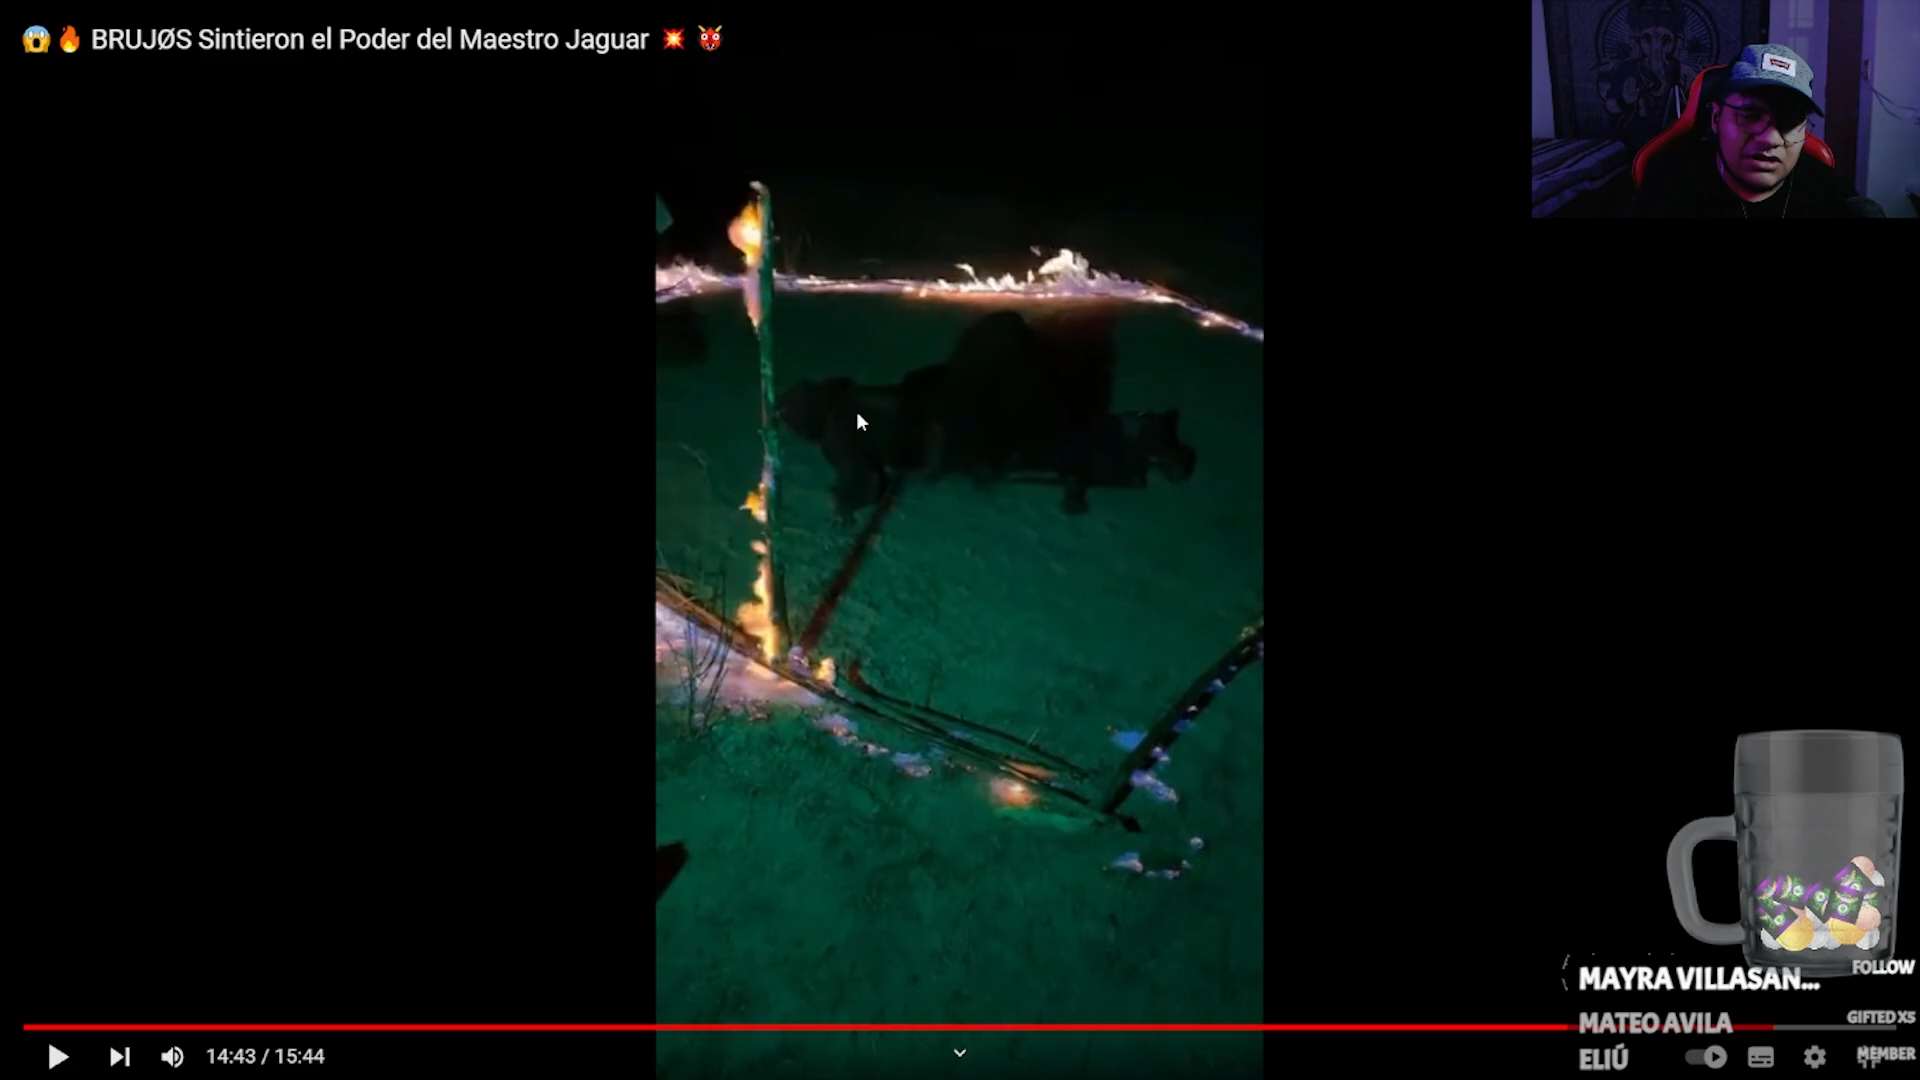 😱🔥 BRUJØS Sintieron el Poder del Maestro Jaguar 💥 👹
MAYRA VILLASAN...
FOLLOW
MATEO AVILA
GIFTED X5
ELIÚ
MEMBER
14:43 / 15:44